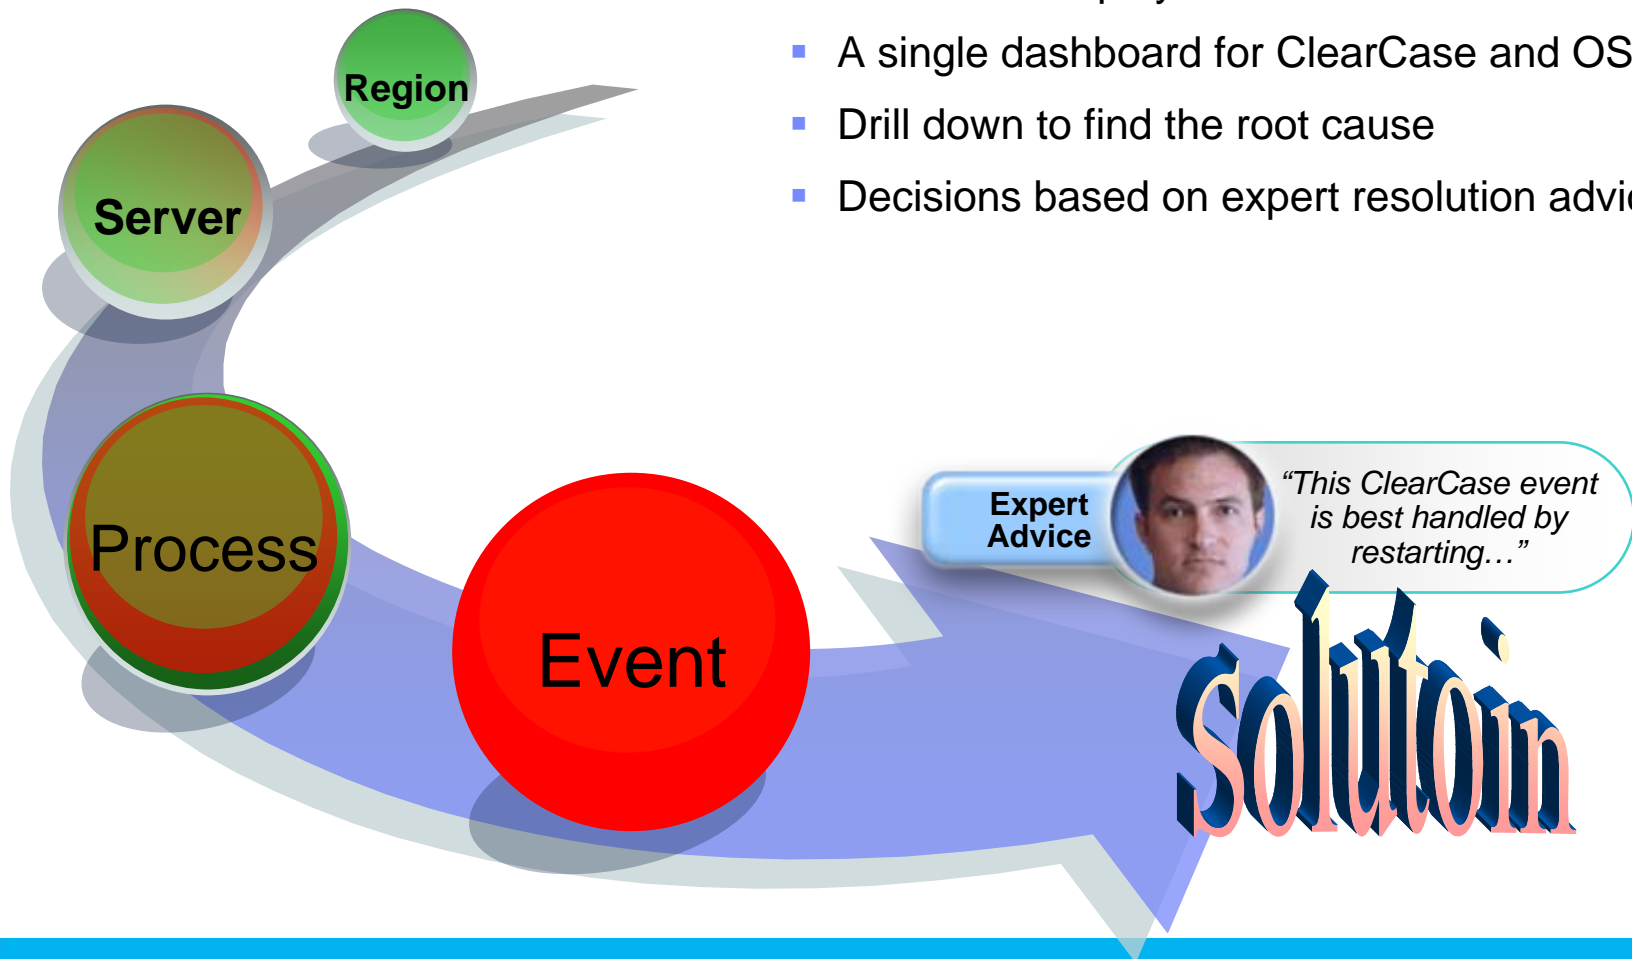 A single dashboard for ClearCase and OS
Drill down to find the root cause
Decisions based on expert resolution
Region
Server
Process
Event
Expert
Advice
“This ClearCase event
is best handled by
restarting…”
Solutoin